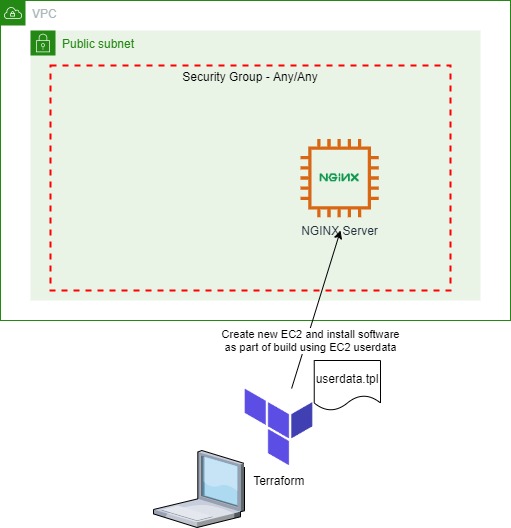 VPC
Public subnet
Security Group - Any/Any
NGINX
NGINX Server
Create new EC2 and install software
as part of build using EC2 userdata
userdata.tpl
Terraform